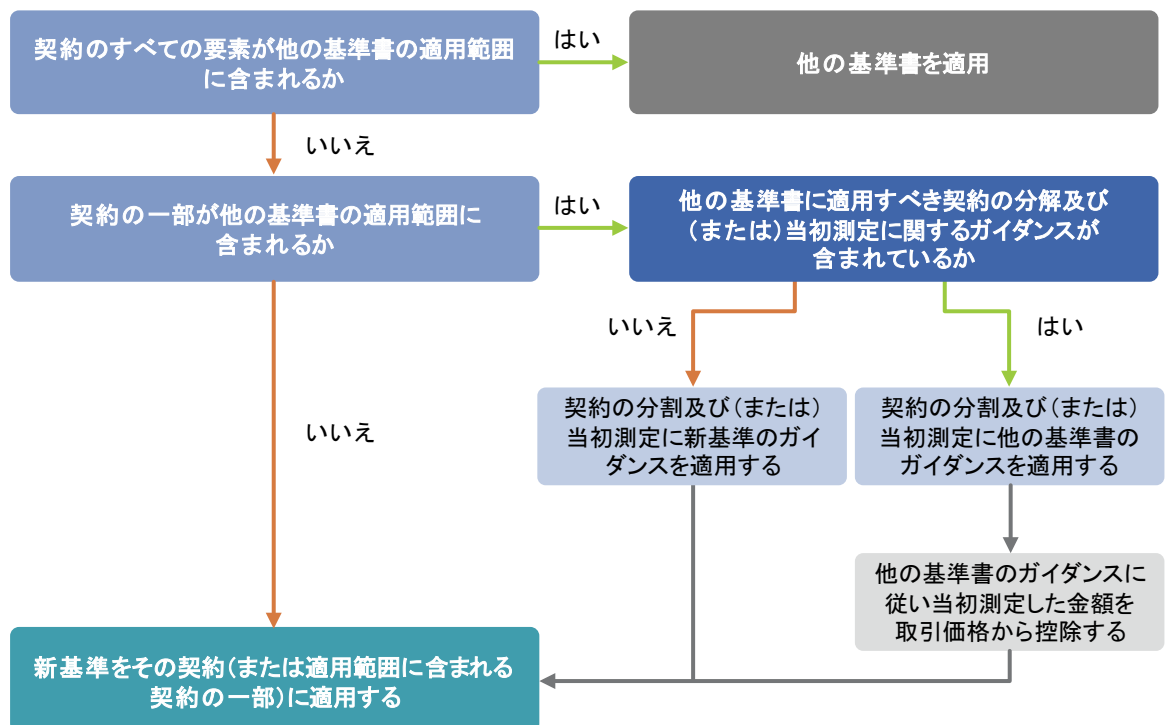 契約のすべての要素が他の基準書の適用範囲
に含まれるか
はい
他の基準書を適用
いいえ
契約の一部が他の基準書の適用範囲に
含まれるか
はい
他の基準書に適用すべき契約の分解及び
（または）当初測定に関するガイダンスが
含まれているか
いいえ
はい
いいえ
契約の分割及び（または）
当初測定に新基準のガイ
ダンスを適用する
契約の分割及び（または）
当初測定に他の基準書の
ガイダンスを適用する
他の基準書のガイダンスに
従い当初測定した金額を
取引価格から控除する
新基準をその契約（または適用範囲に含まれる
契約の一部）に適用する